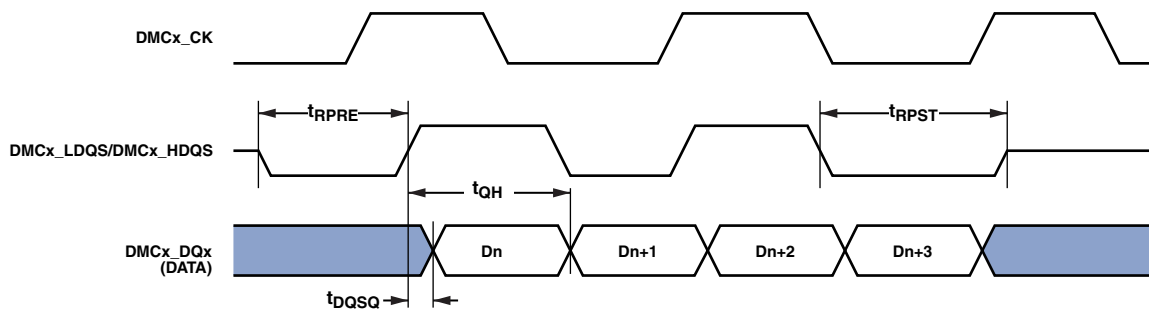 DMCx_CK
tRPRE
tRPST
DMCx_LDQS/DMCx_HDQS
tQH
DMCx_DQx
(DATA)
Dn
Dn+1
Dn+2
Dn+3
tDQSQ